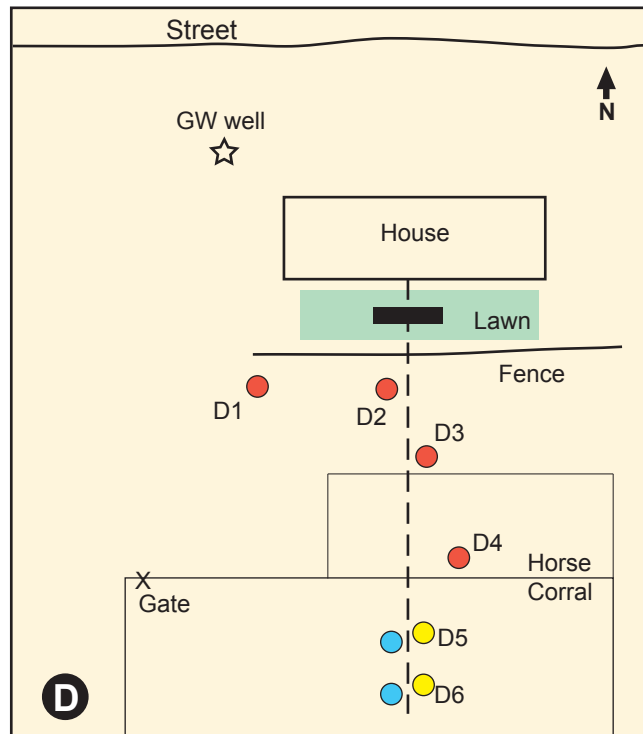 Street
N
GW well
House
Lawn
Fence
D1
D2
D3
D4
Horse
Corral
X
Gate
D5
D6
D